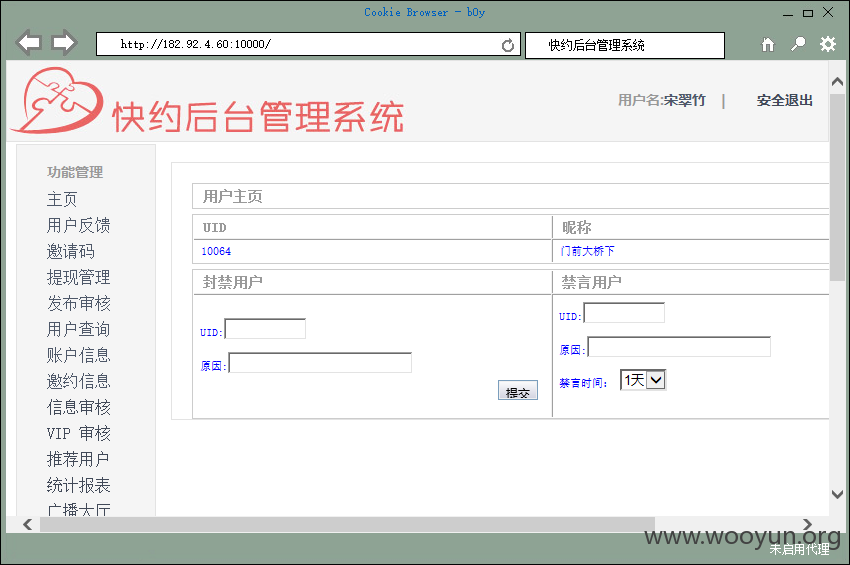 Cookie Browser - bOy
http://182.92.4.60:10000/
快约后台管理系统
快约后台管理系统
用户名:宋翠竹 | 安全退出
功能管理
主页
用户反馈
邀请码
提现管理
发布审核
用户查询
账户信息
邀约信息
信息审核
VIP 审核
推荐用户
统计报表
广播大厅
用户主页
UID 昵称
10064 门前大桥下
封禁用户 禁言用户
UID:
原因:
提交
UID:
原因:
禁言时间: 1天
www.wooyun.org
未启用代理